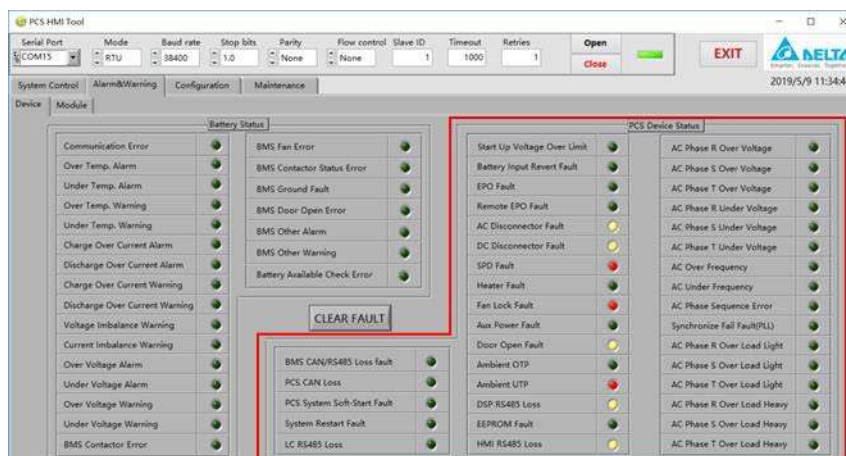 PCS HMI Tool
Serial Port Mode Baud rate Stop bits Parity Flow control Slave ID Timeout Retries Open
COM15 RTU 38400 1.0 None None 1 1000 1 Close
EXIT
DELTA
System Control Alarm&Warning Configuration Maintenance
2019/5/9 11:34:4
Device Module
Battery Status
Communication Error
Over Temp. Alarm
Under Temp. Alarm
Over Temp. Warning
Under Temp. Warning
Charge Over Current Alarm
Discharge Over Current Alarm
Charge Over Current Warning
Discharge Over Current Warning
Voltage Imbalance Warning
Current Imbalance Warning
Over Voltage Alarm
Under Voltage Alarm
Over Voltage Warning
Under Voltage Warning
BMS Contactor Error
BMS Fan Error
BMS Contactor Status Error
BMS Ground Fault
BMS Door Open Error
BMS Other Alarm
BMS Other Warning
Battery Available Check Error
CLEAR FAULT
BMS CAN/RS485 Loss fault
PCS CAN Loss
PCS System Soft-Start Fault
System Restart Fault
LC RS485 Loss
PCS Device Status
Start Up Voltage Over Limit
Battery Input Revert Fault
EPO Fault
Remote EPO Fault
AC Disconnector Fault
DC Disconnector Fault
SPD Fault
Heater Fault
Fan Lock Fault
Aux Power Fault
Door Open Fault
Ambient OTP
Ambient UTP
DSP RS485 Loss
EEPROM Fault
HMI RS485 Loss
AC Phase R Over Voltage
AC Phase S Over Voltage
AC Phase T Over Voltage
AC Phase R Under Voltage
AC Phase S Under Voltage
AC Phase T Under Voltage
AC Over Frequency
AC Under Frequency
AC Phase Sequence Error
Synchronize Fail Fault(PLL)
AC Phase R Over Load Light
AC Phase S Over Load Light
AC Phase T Over Load Light
AC Phase R Over Load Heavy
AC Phase S Over Load Heavy
AC Phase T Over Load Heavy